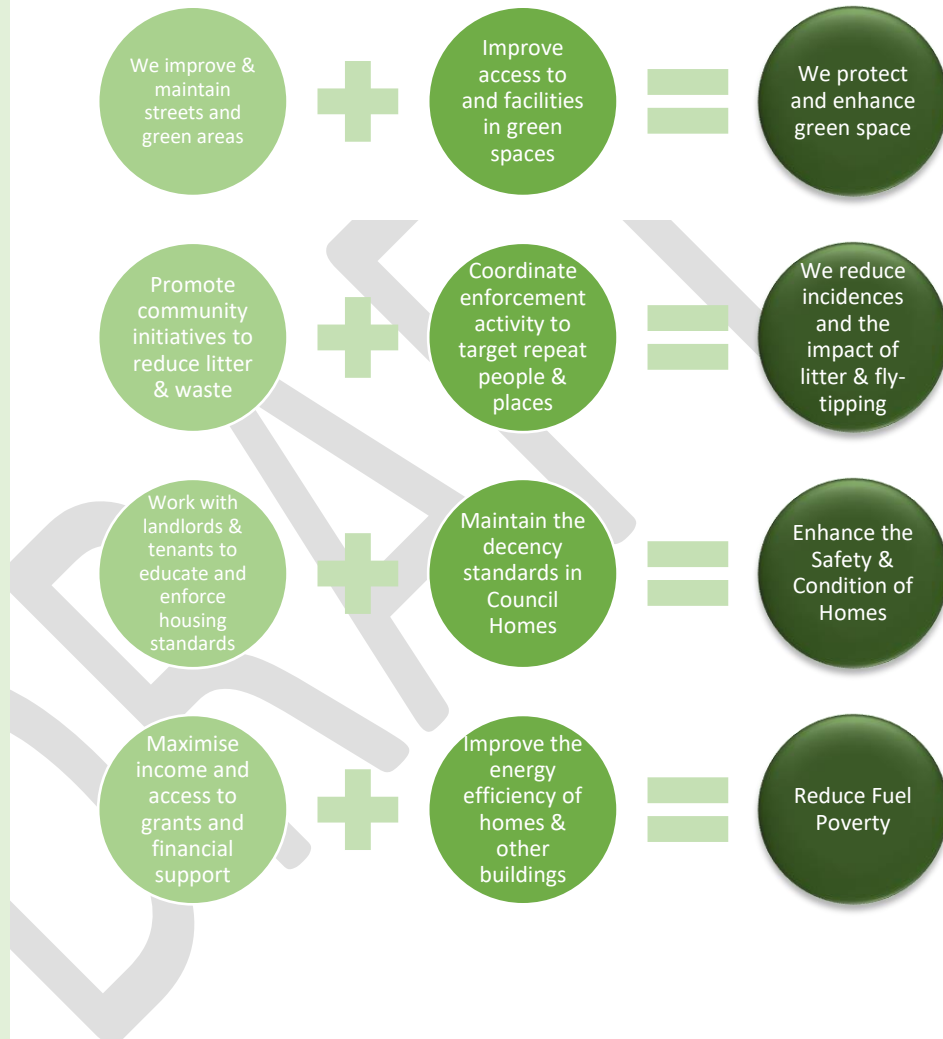 We improve &
maintain
streets and
green areas
Improve
access to
and facilities
in green
spaces
We protect
and enhance
green space
Promote
community
initiatives to
reduce litter
& waste
Coordinate
enforcement
activity to
target repeat
people &
places
We reduce
incidences
and the
impact of
litter & fly-
tipping
Work with
landlords &
tenants to
educate and
enforce
housing
standards
Maintain the
decency
standards in
Council
Homes
Enhance the
Safety &
Condition of
Homes
Maximise
income and
access to
grants and
financial
support
Improve the
energy
efficiency of
homes &
other
buildings
Reduce Fuel
Poverty
DRAFT